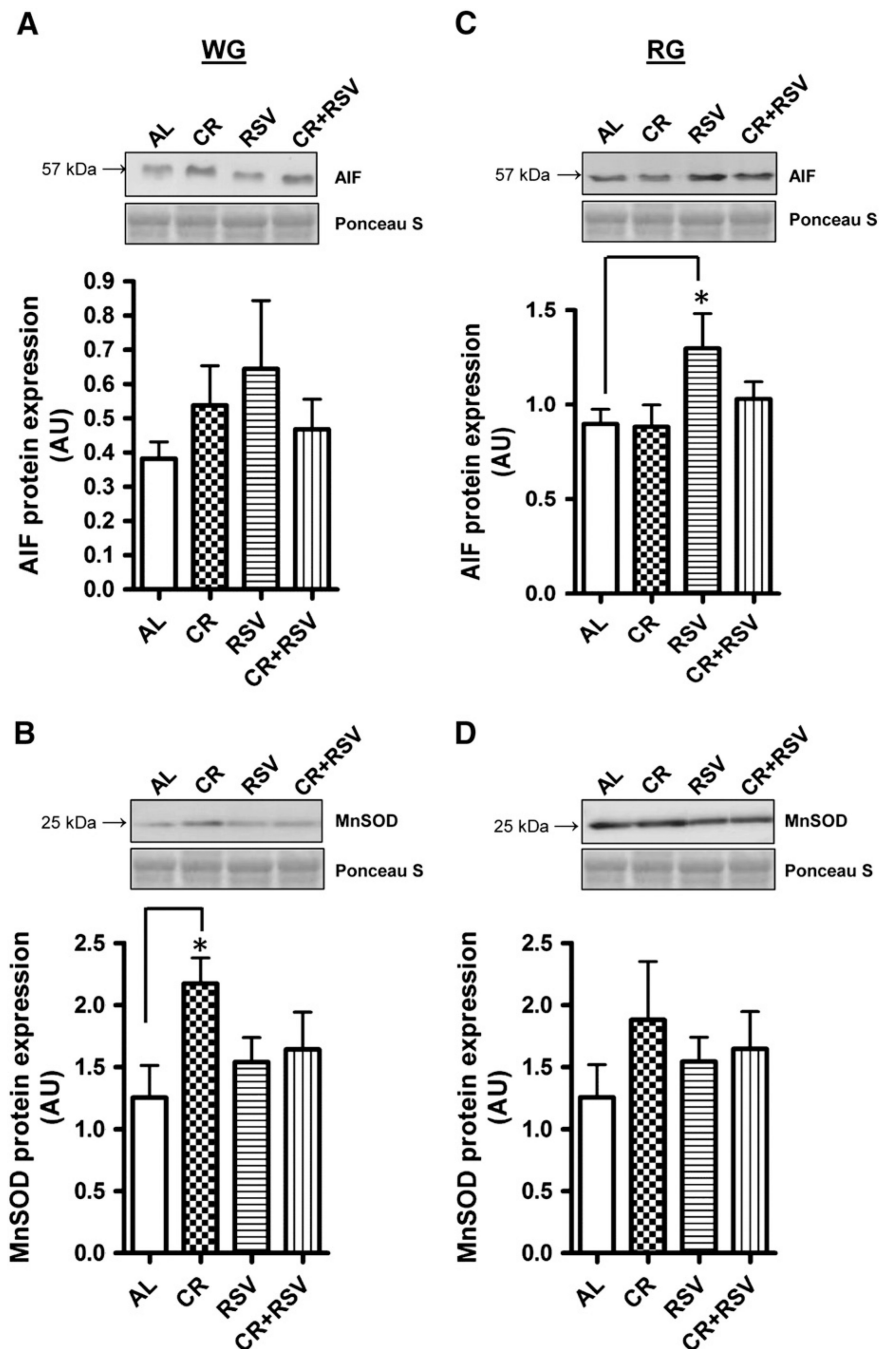 A
WG
AL CR RSV CR+RSV
57 kDa → AIF
Ponceau S
AIF protein expression
(AU)
0.9
0.8
0.7
0.6
0.5
0.4
0.3
0.2
0.1
0.0
AL CR RSV CR+RSV
C
RG
AL CR RSV CR+RSV
57 kDa → AIF
Ponceau S
*
AIF protein expression
(AU)
1.5
1.0
0.5
0.0
AL CR RSV CR+RSV
B
AL CR RSV CR+RSV
25 kDa → MnSOD
Ponceau S
*
MnSOD protein expression
(AU)
2.5
2.0
1.5
1.0
0.5
0.0
AL CR RSV CR+RSV
D
AL CR RSV CR+RSV
25 kDa → MnSOD
Ponceau S
MnSOD protein expression
(AU)
2.5
2.0
1.5
1.0
0.5
0.0
AL CR RSV CR+RSV